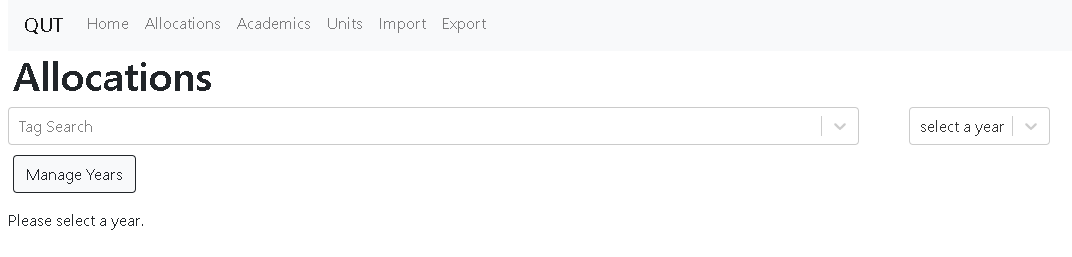 QUT Home Allocations Academics Units Import Export
Allocations
Tag Search select a year
Manage Years
Please select a year.